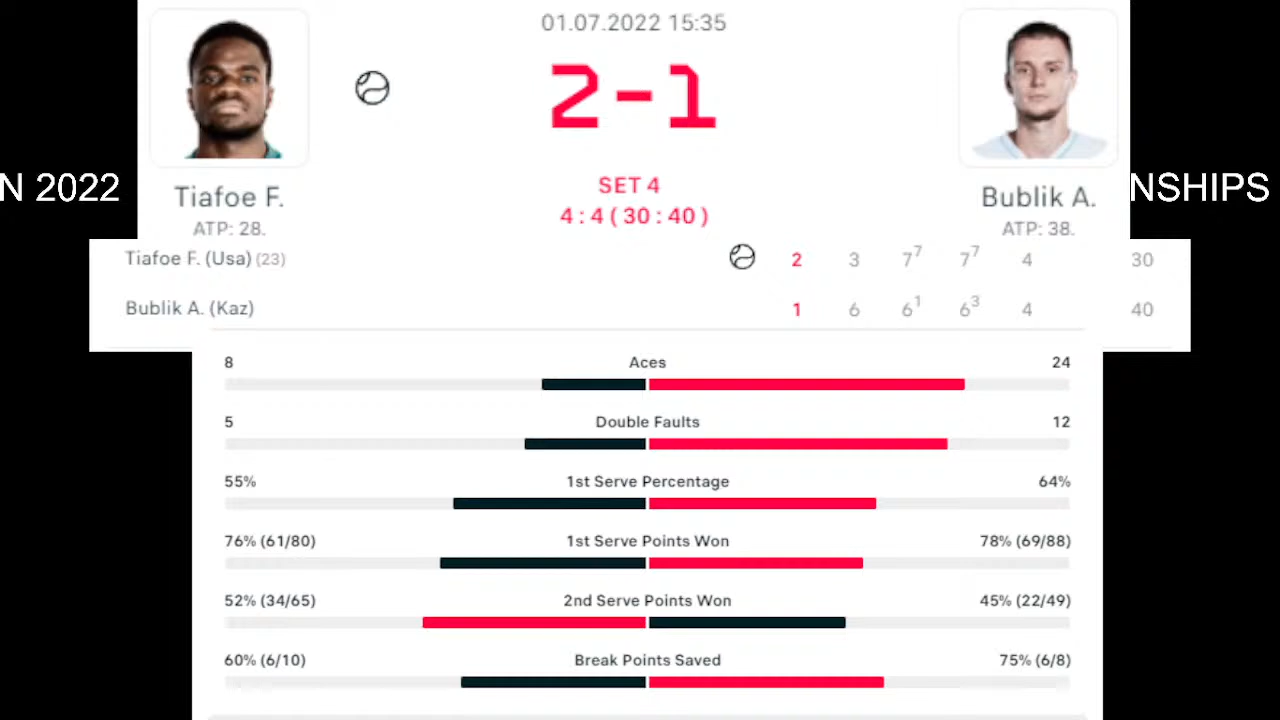 01.07.2022 15:35
2-1
N 2022
NSHIPS
SET 4
4 : 4 ( 30 : 40 )
Tiafoe F.
Bublik A.
ATP: 28.
ATP: 38.
Tiafoe F. (Usa) (23) 2 3 7⁷ 7⁷ 4 30
Bublik A. (Kaz) 1 6 6¹ 6³ 4 40
8 Aces 24
5 Double Faults 12
55% 1st Serve Percentage 64%
76% (61/80) 1st Serve Points Won 78% (69/88)
52% (34/65) 2nd Serve Points Won 45% (22/49)
60% (6/10) Break Points Saved 75% (6/8)